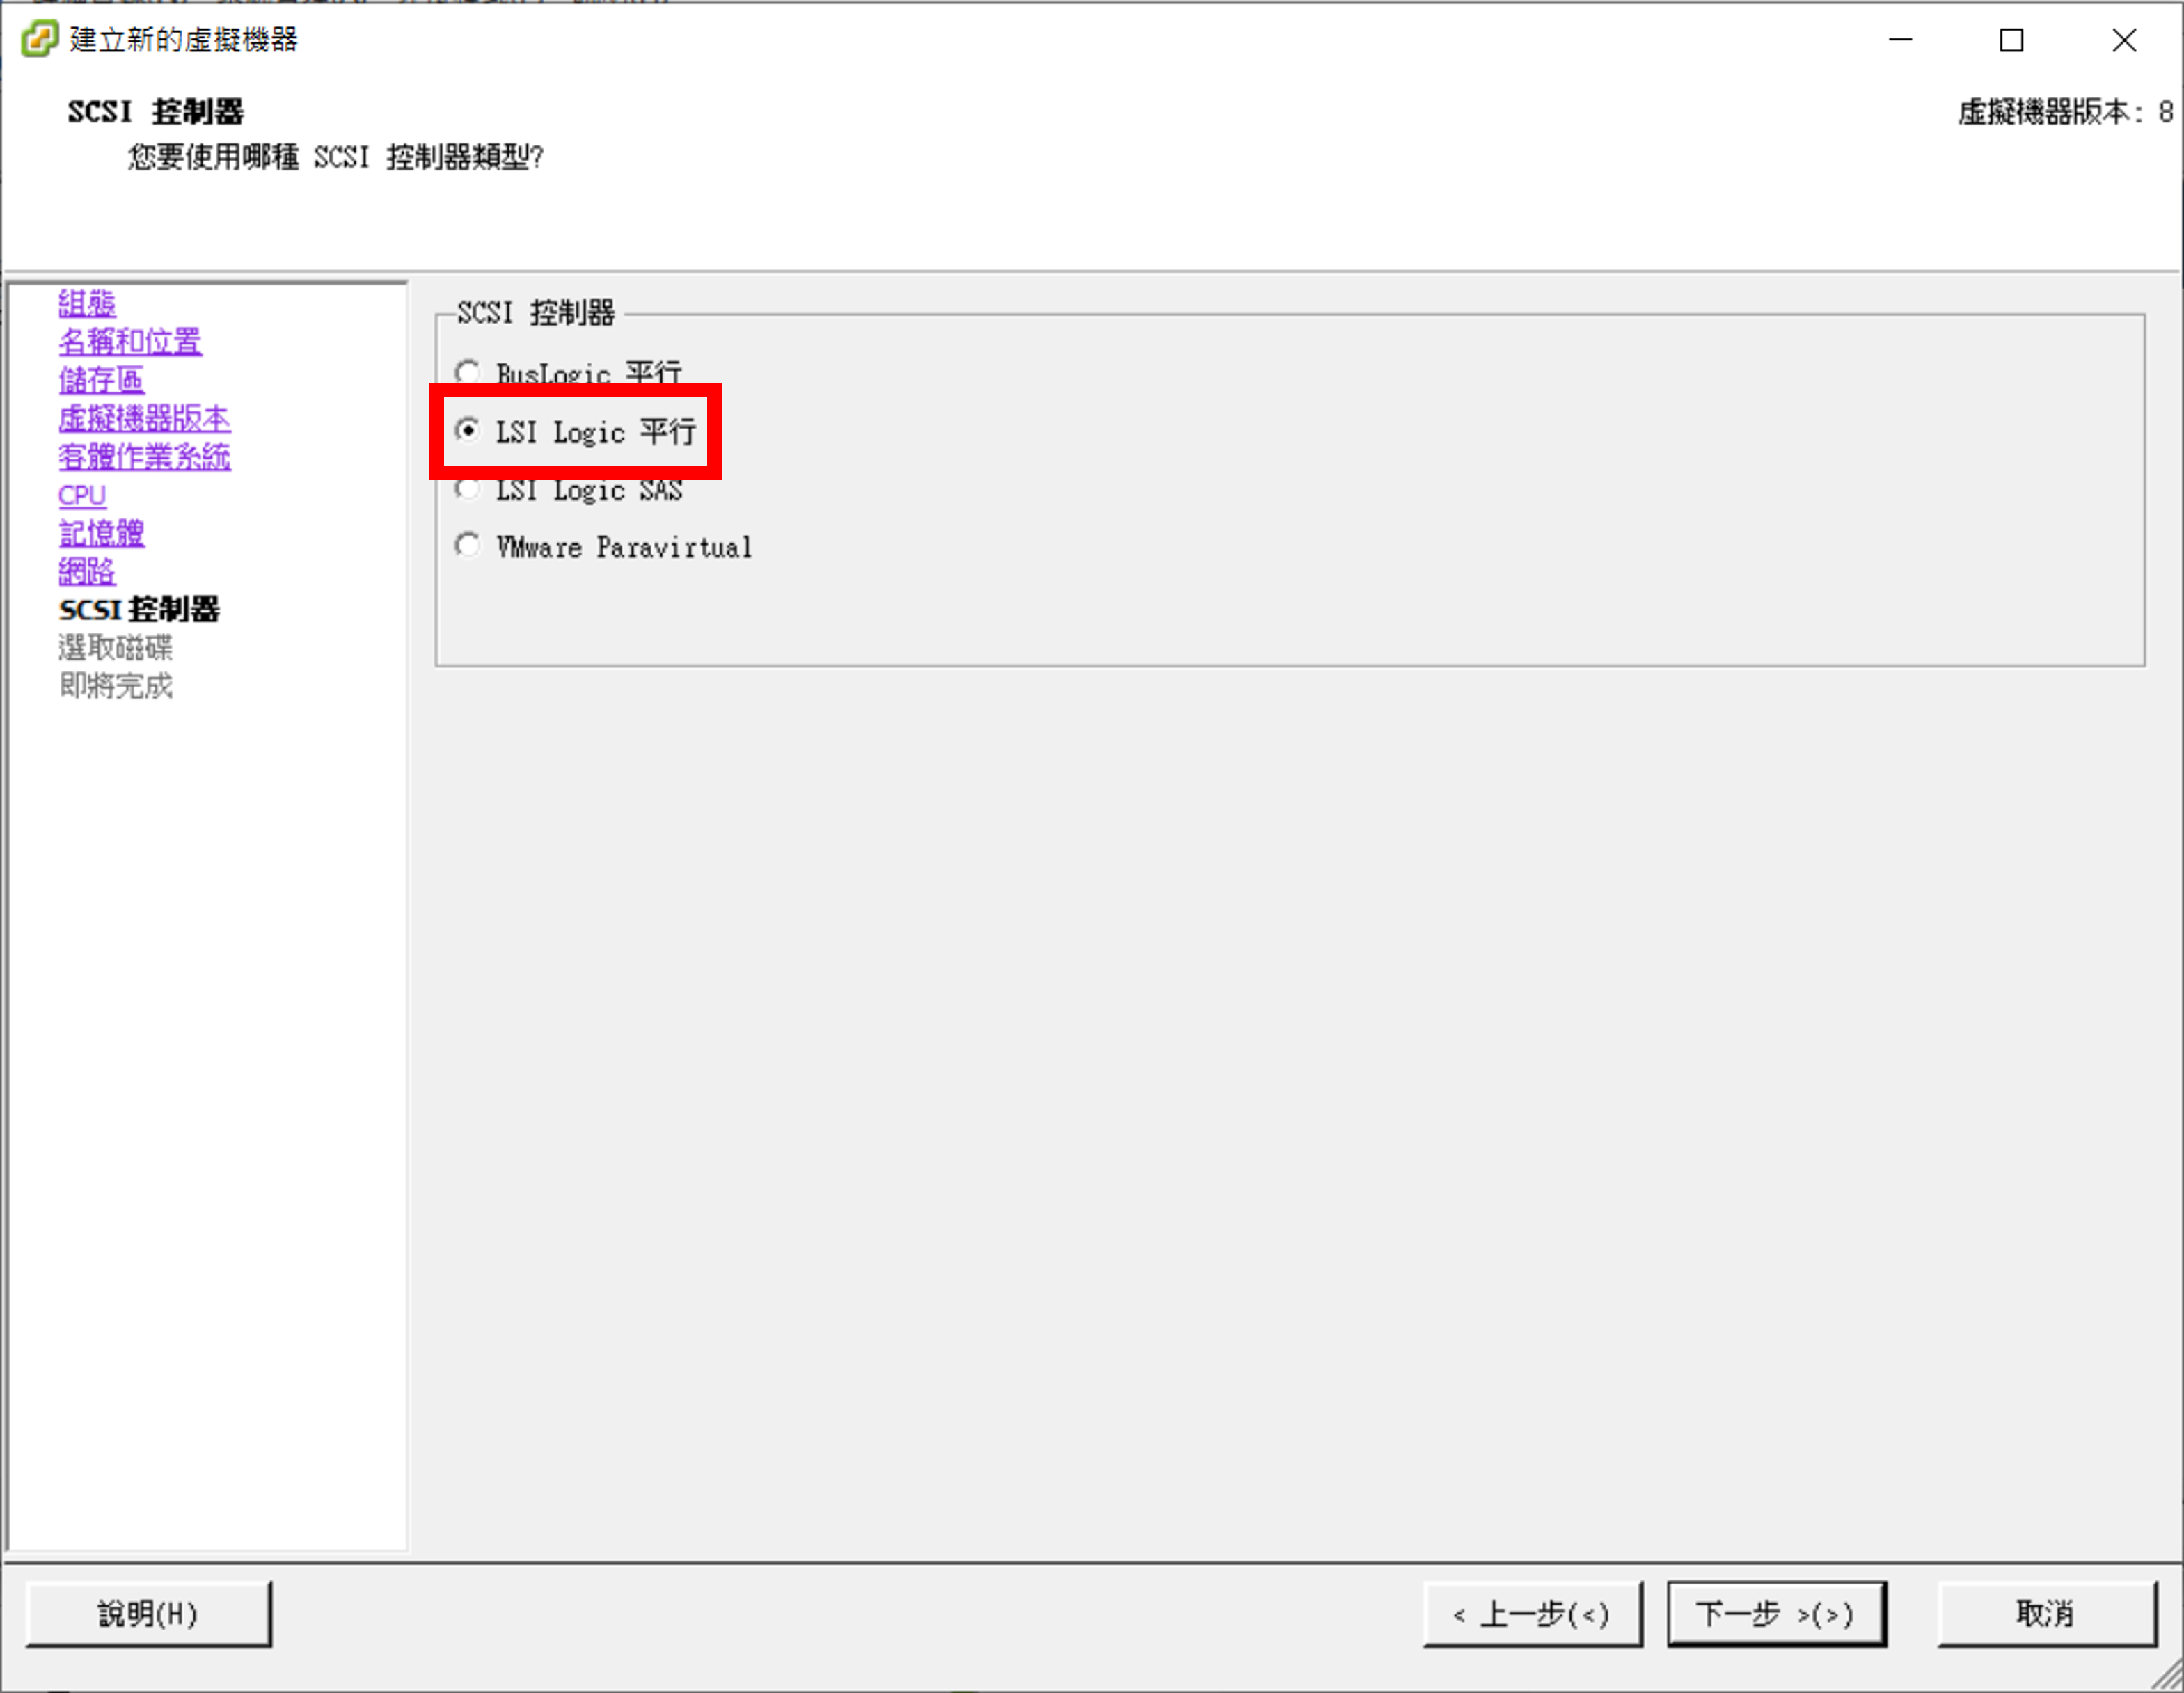 建立新的虛擬機器
SCSI 控制器
虛擬機器版本: 8
您要使用哪種 SCSI 控制器類型?
組態
名稱和位置
儲存區
虛擬機器版本
客體作業系統
CPU
記憶體
網路
SCSI 控制器
選取磁碟
即將完成
SCSI 控制器
BusLogic 平行
LSI Logic 平行
LSI Logic SAS
VMware Paravirtual
說明(H)
< 上一步(<)
下一步 >(>)
取消